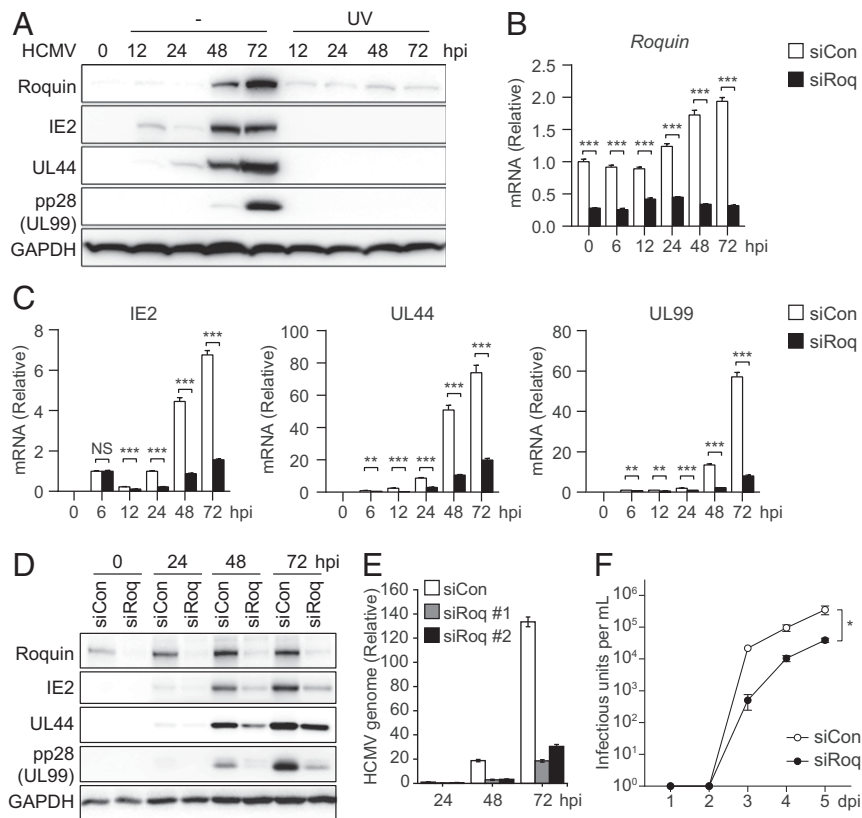 A
- UV
HCMV 0 12 24 48 72 12 24 48 72 hpi
Roquin
IE2
UL44
pp28
(UL99)
GAPDH
B
Roquin
siCon
siRoq
mRNA (Relative)
2.5
2.0
1.5
1.0
0.5
0.0
*** *** *** *** *** ***
0 6 12 24 48 72 hpi
C
IE2
mRNA (Relative)
8
6
4
2
0
NS *** *** *** ***
0 6 12 24 48 72 hpi
UL44
mRNA (Relative)
100
80
60
40
20
0
** *** *** *** ***
0 6 12 24 48 72 hpi
UL99
mRNA (Relative)
80
60
40
20
0
** ** *** *** ***
0 6 12 24 48 72 hpi
siCon
siRoq
D
0 24 48 72 hpi
siCon siRoq siCon siRoq siCon siRoq siCon siRoq
Roquin
IE2
UL44
pp28
(UL99)
GAPDH
E
HCMV genome (Relative)
160
140
120
100
80
60
40
20
0
siCon
siRoq #1
siRoq #2
24 48 72 hpi
F
Infectious units per mL
10⁶
10⁵
10⁴
10³
10²
10¹
10⁰
*
siCon
siRoq
1 2 3 4 5 dpi